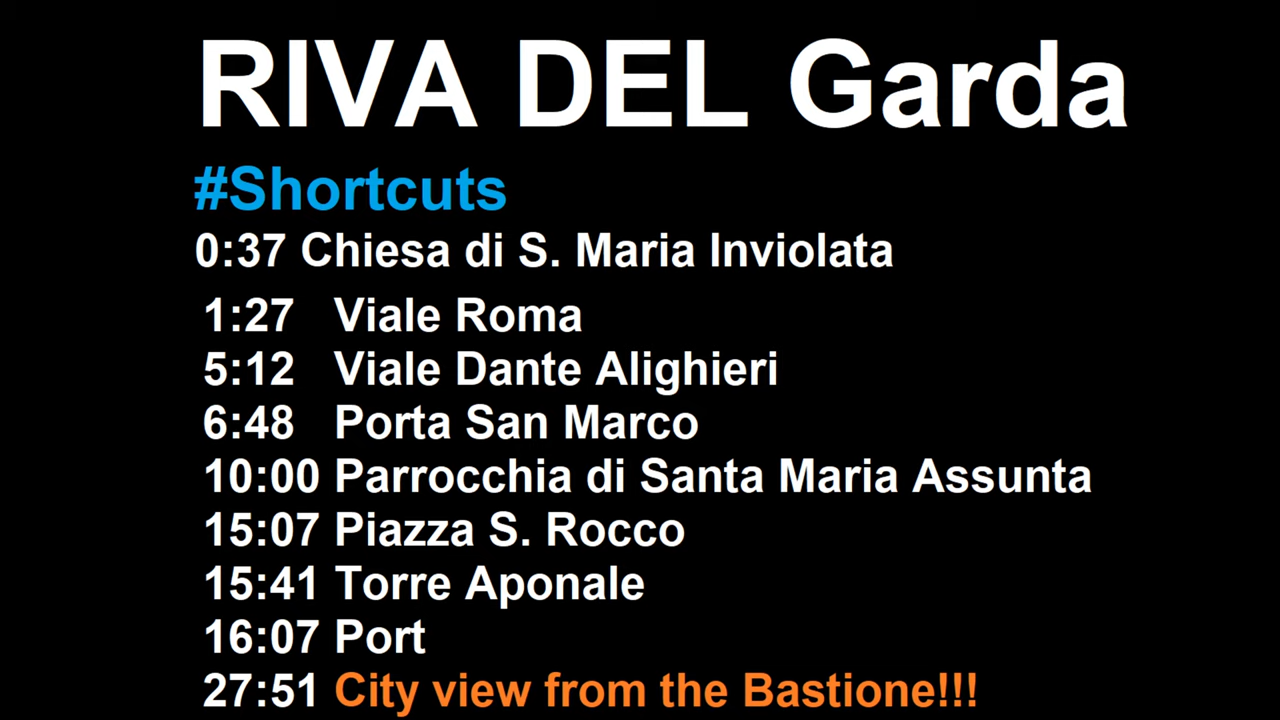 RIVA DEL Garda
#Shortcuts
0:37 Chiesa di S. Maria Inviolata
1:27 Viale Roma
5:12 Viale Dante Alighieri
6:48 Porta San Marco
10:00 Parrocchia di Santa Maria Assunta
15:07 Piazza S. Rocco
15:41 Torre Aponale
16:07 Port
27:51 City view from the Bastione!!!